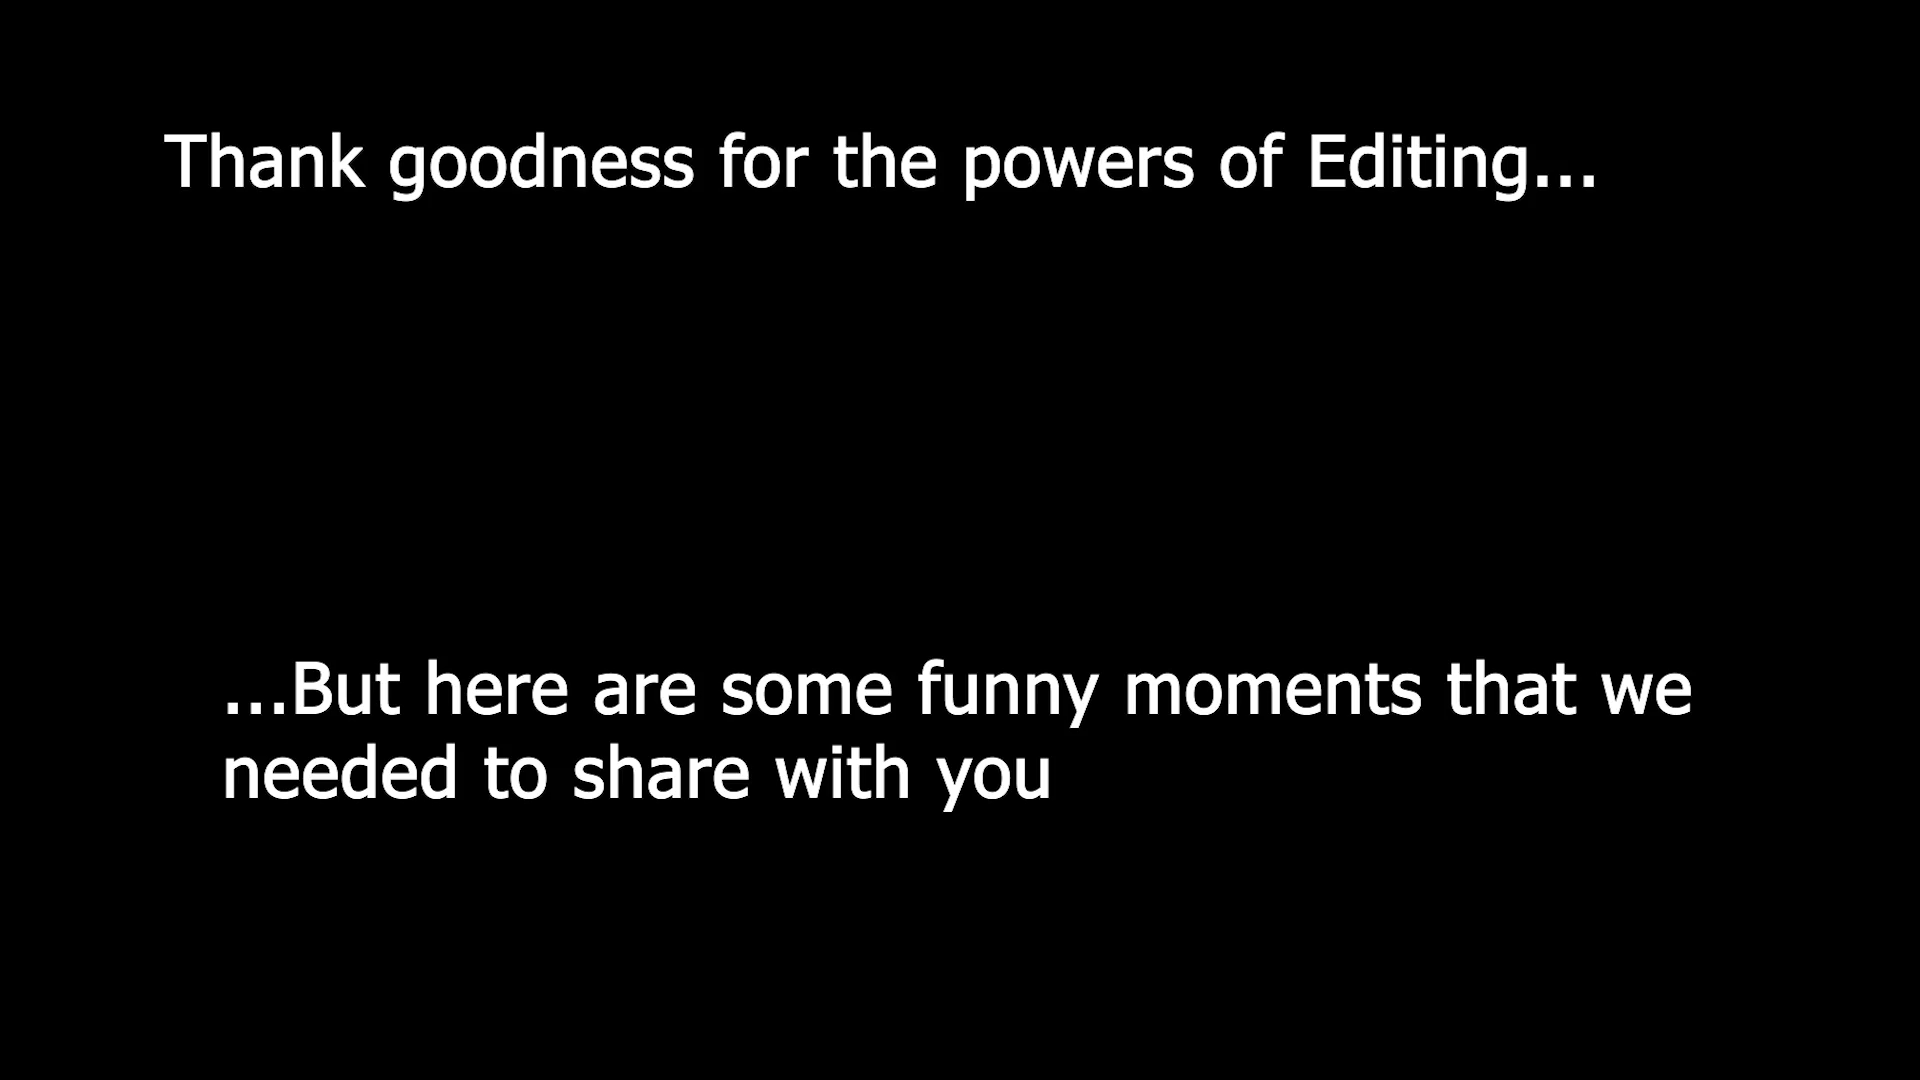 Thank goodness for the powers of Editing...
...But here are some funny moments that we
needed to share with you